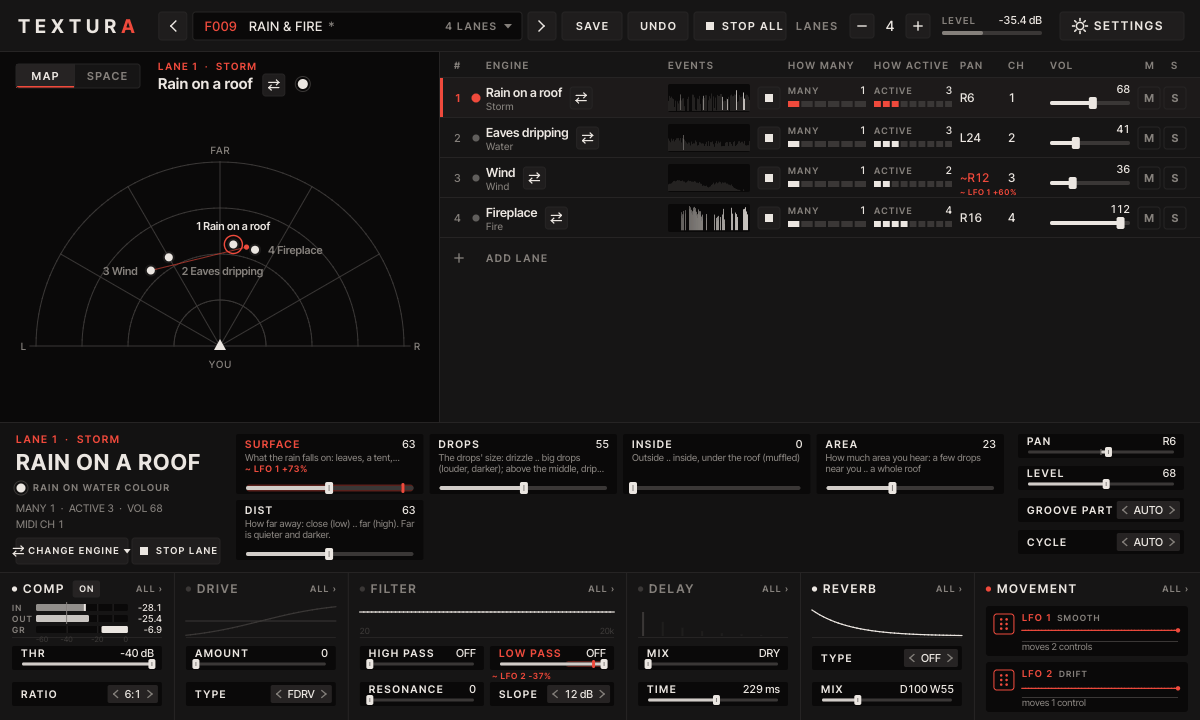 TEXTURA
F009 RAIN & FIRE *
4 LANES
SAVE
UNDO
STOP ALL
LANES
4
LEVEL -35.4 dB
SETTINGS
MAP
SPACE
LANE 1 · STORM
Rain on a roof
FAR
1 Rain on a roof
4 Fireplace
3 Wind
2 Eaves dripping
L
R
YOU
# ENGINE EVENTS HOW MANY HOW ACTIVE PAN CH VOL M S
1 Rain on a roof MANY 1 ACTIVE 3 R6 1 68 M S
Storm
2 Eaves dripping MANY 1 ACTIVE 3 L24 2 41 M S
Water
3 Wind MANY 1 ACTIVE 2 ~R12 3 36 M S
Wind ~ LFO 1 +60%
4 Fireplace MANY 1 ACTIVE 4 R16 4 112 M S
Fire
+ ADD LANE
LANE 1 · STORM
RAIN ON A ROOF
RAIN ON WATER COLOUR
MANY 1 · ACTIVE 3 · VOL 68
MIDI CH 1
CHANGE ENGINE
STOP LANE
SURFACE 63
What the rain falls on: leaves, a tent,...
~ LFO 1 +73%
DROPS 55
The drops' size: drizzle .. big drops
(louder, darker); above the middle, drip...
INSIDE 0
Outside .. inside, under the roof (muffled)
AREA 23
How much area you hear: a few drops
near you .. a whole roof
DIST 63
How far away: close (low) .. far (high). Far
is quieter and darker.
PAN R6
LEVEL 68
GROOVE PART < AUTO >
CYCLE < AUTO >
COMP ON ALL ›
IN -28.1
OUT -25.4
GR -6.9
-60 -40 -20 0
THR -40 dB
RATIO < 6:1 >
DRIVE ALL ›
AMOUNT 0
TYPE < FDRV >
FILTER ALL ›
20 20k
HIGH PASS OFF
LOW PASS OFF
~ LFO 2 -37%
RESONANCE 0
SLOPE < 12 dB >
DELAY ALL ›
MIX DRY
TIME 229 ms
REVERB ALL ›
TYPE < OFF >
MIX D100 W55
MOVEMENT ALL ›
LFO 1 SMOOTH
moves 2 controls
LFO 2 DRIFT
moves 1 control